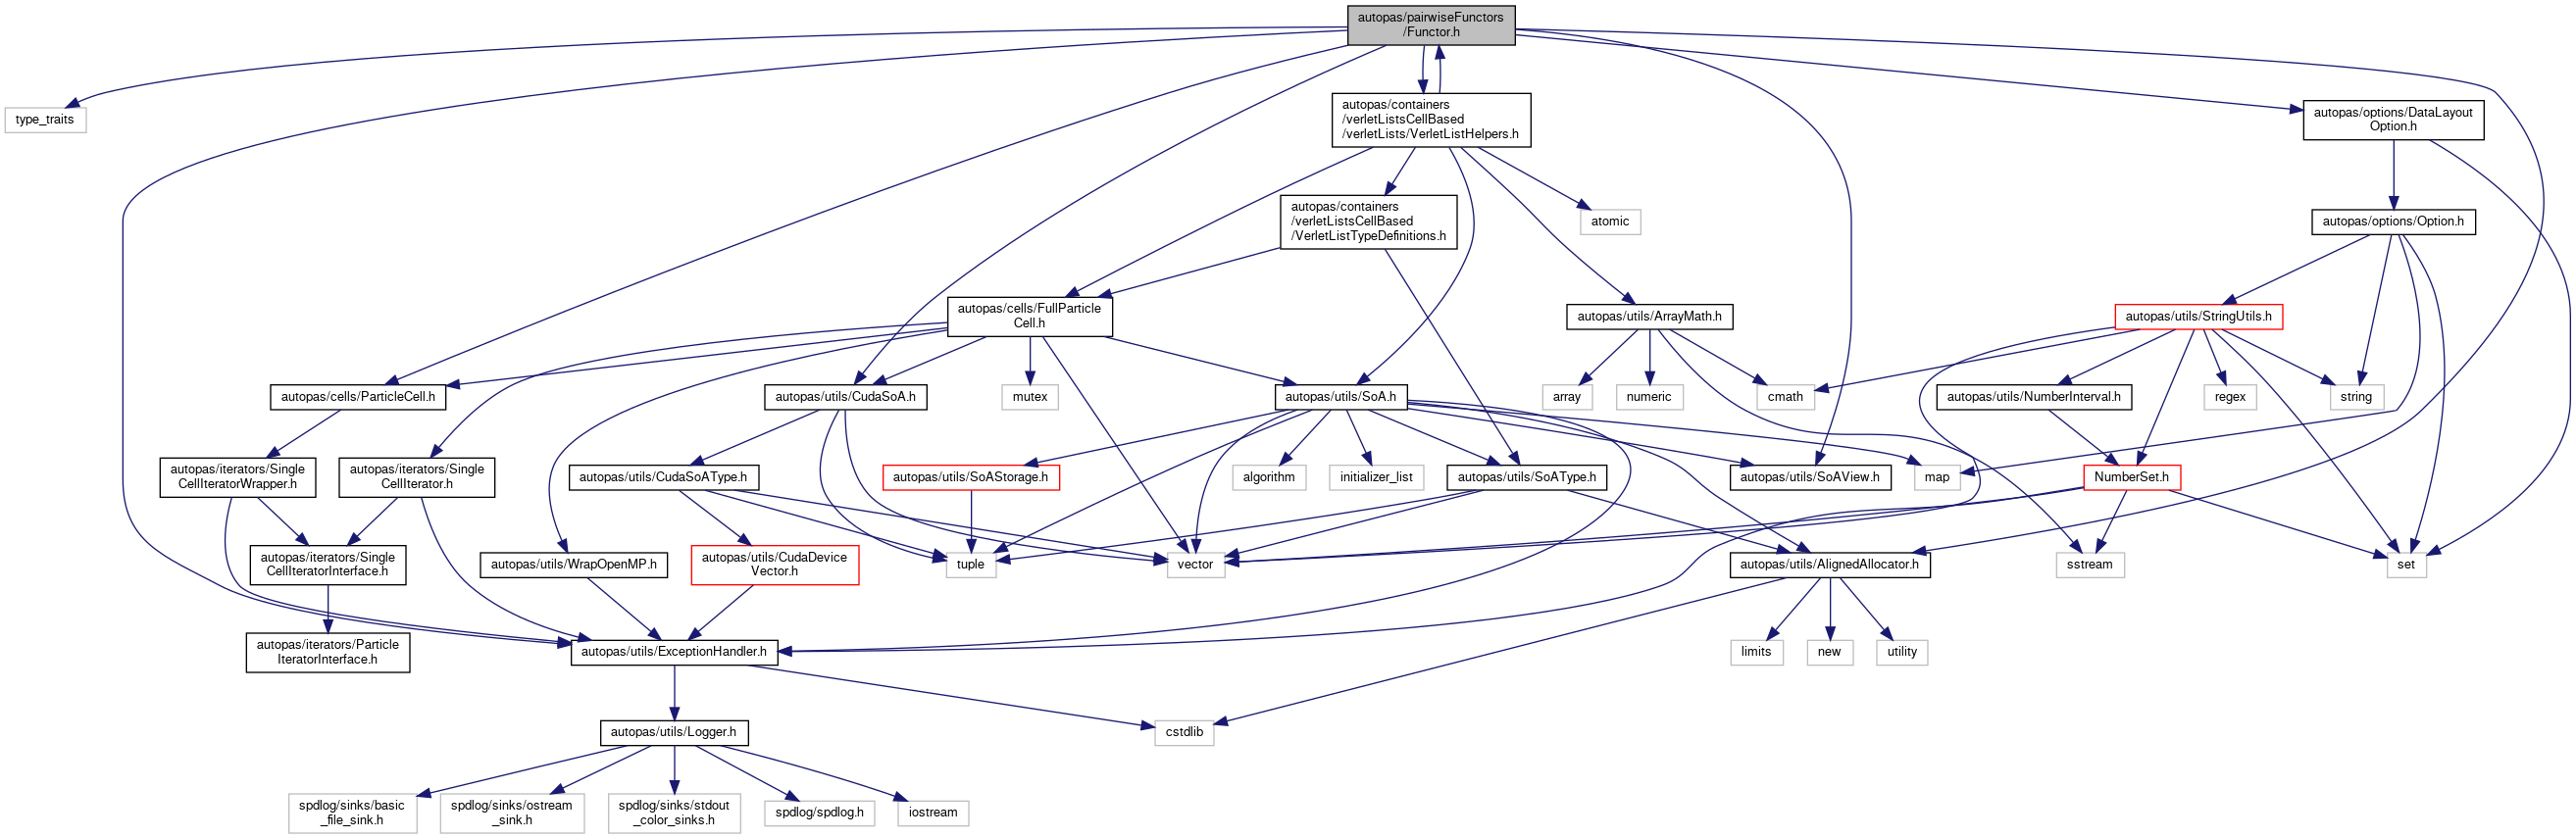 autopas/pairwiseFunctors
/Functor.h
type_traits
autopas/containers
/verletListsCellBased
/verletLists/VerletListHelpers.h
autopas/options/DataLayout
Option.h
autopas/containers
/verletListsCellBased
/VerletListTypeDefinitions.h
atomic
autopas/options/Option.h
autopas/cells/FullParticle
Cell.h
autopas/utils/ArrayMath.h
autopas/utils/StringUtils.h
autopas/cells/ParticleCell.h
autopas/utils/CudaSoA.h
mutex
autopas/utils/SoA.h
array
numeric
cmath
autopas/utils/NumberInterval.h
regex
string
autopas/iterators/Single
CellIteratorWrapper.h
autopas/iterators/Single
CellIterator.h
autopas/utils/CudaSoAType.h
autopas/utils/SoAStorage.h
algorithm
initializer_list
autopas/utils/SoAType.h
autopas/utils/SoAView.h
map
NumberSet.h
autopas/iterators/Single
CellIteratorInterface.h
autopas/utils/WrapOpenMP.h
autopas/utils/CudaDevice
Vector.h
tuple
vector
autopas/utils/AlignedAllocator.h
sstream
set
autopas/iterators/Particle
IteratorInterface.h
autopas/utils/ExceptionHandler.h
limits
new
utility
autopas/utils/Logger.h
cstdlib
spdlog/sinks/basic
_file_sink.h
spdlog/sinks/ostream
_sink.h
spdlog/sinks/stdout
_color_sinks.h
spdlog/spdlog.h
iostream